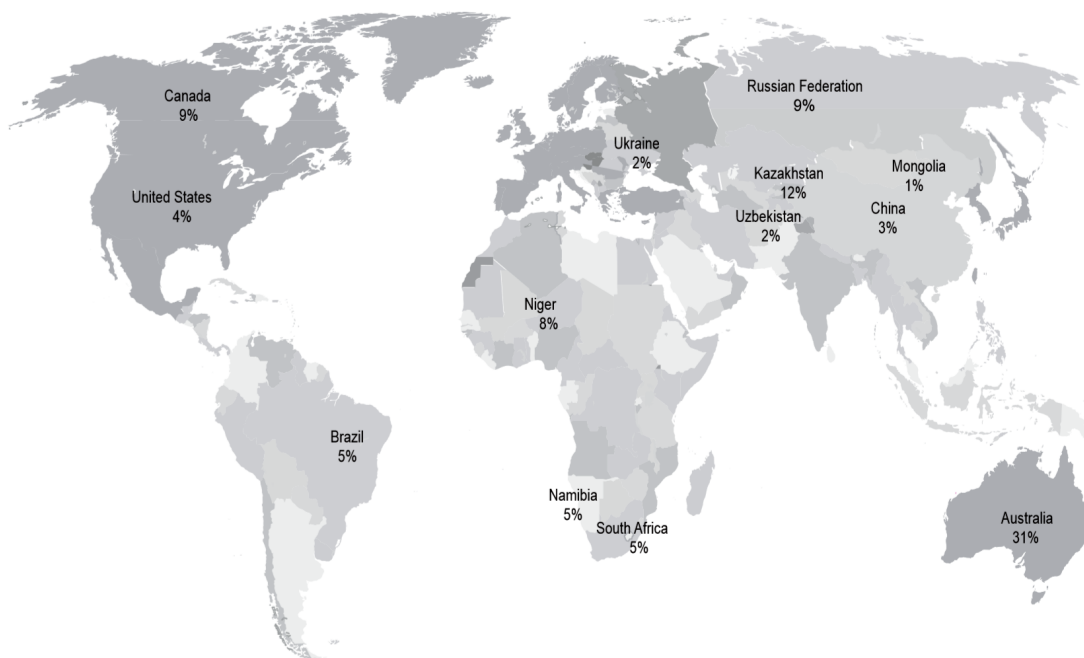 Canada
9%
United States
4%
Brazil
5%
Niger
8%
Namibia
5%
South Africa
5%
Ukraine
2%
Russian Federation
9%
Kazakhstan
12%
Uzbekistan
2%
Mongolia
1%
China
3%
Australia
31%